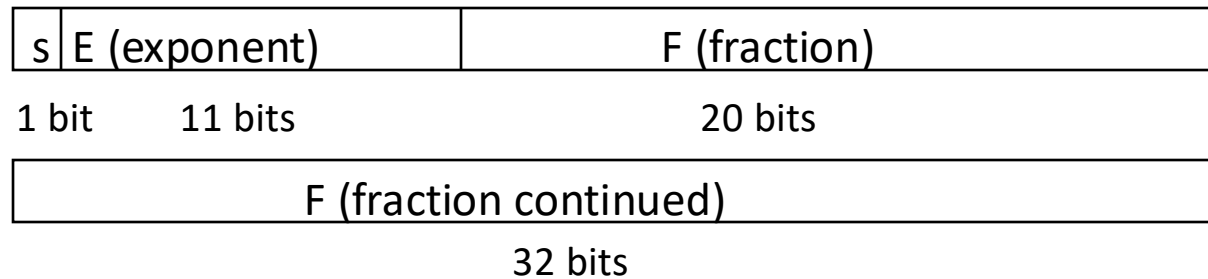 s E (exponent) F (fraction)
1 bit 11 bits 20 bits
F (fraction continued)
32 bits